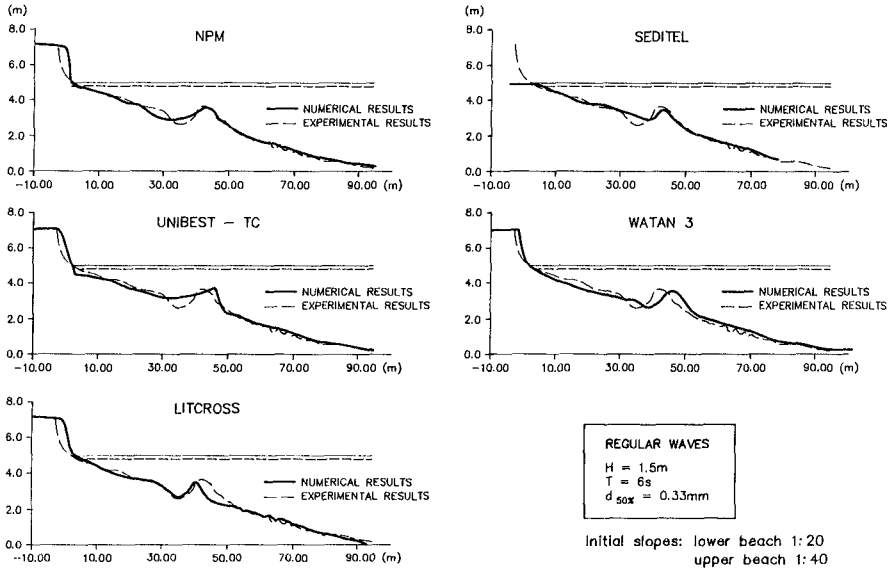 (m)
8.0
6.0
4.0
2.0
0.0
-10.00 10.00 30.00 50.00 70.00 90.00 (m)
NPM
NUMERICAL RESULTS
EXPERIMENTAL RESULTS
(m)
8.0
6.0
4.0
2.0
0.0
-10.00 10.00 30.00 50.00 70.00 90.00 (m)
SEDITEL
NUMERICAL RESULTS
EXPERIMENTAL RESULTS
8.0
6.0
4.0
2.0
0.0
-10.00 10.00 30.00 50.00 70.00 90.00 (m)
UNIBEST - TC
NUMERICAL RESULTS
EXPERIMENTAL RESULTS
8.0
6.0
4.0
2.0
0.0
-10.00 10.00 30.00 50.00 70.00 90.00 (m)
WATAN 3
NUMERICAL RESULTS
EXPERIMENTAL RESULTS
8.0
6.0
4.0
2.0
0.0
-10.00 10.00 30.00 50.00 70.00 90.00 (m)
LITCROSS
NUMERICAL RESULTS
EXPERIMENTAL RESULTS
REGULAR WAVES
H = 1.5m
T = 6s
d 50% = 0.33mm
Initial slopes: lower beach 1:20
upper beach 1:40